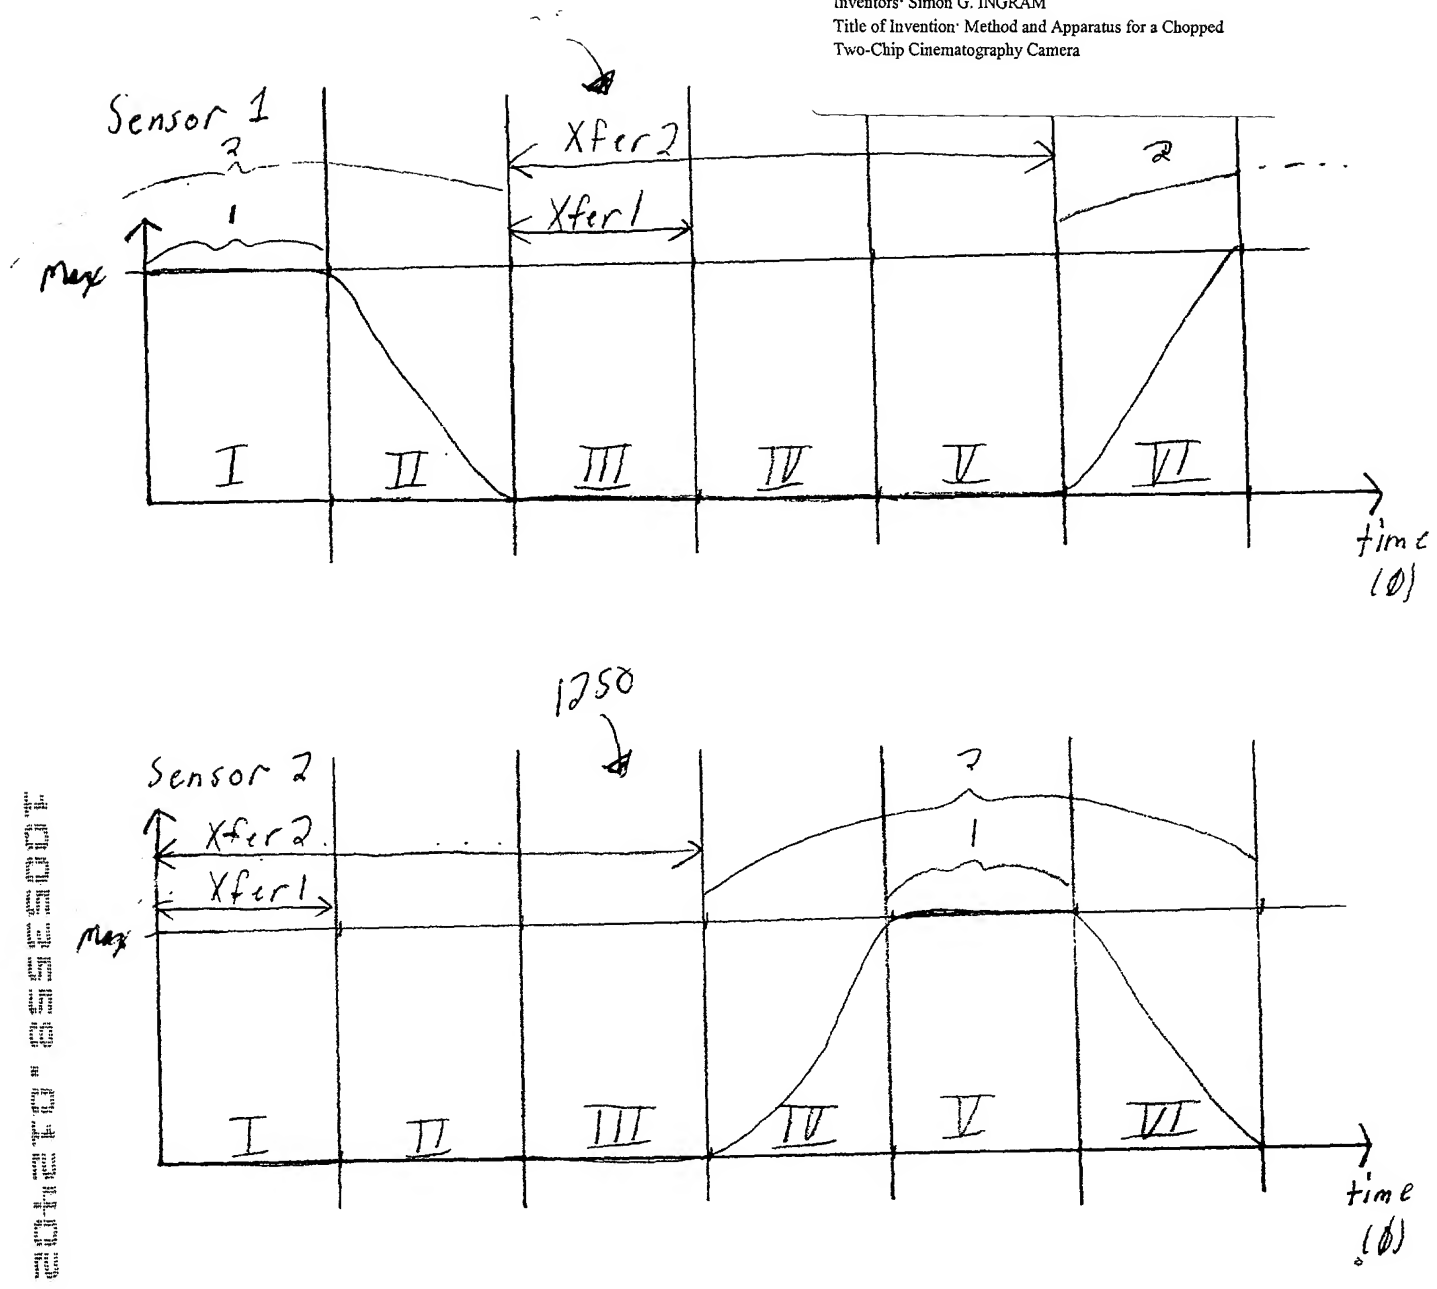 Inventors: Simon G. INGRAM
Title of Invention: Method and Apparatus for a Chopped
Two-Chip Cinematography Camera
Sensor 1
2
Xfer2
2
1
Xfer1
Max
I
II
III
IV
V
VI
time
(Ø)
1250
Sensor 2
2
Xfer2
1
Xfer1
Max
I
II
III
IV
V
VI
time
(Ø)
10053558.012402